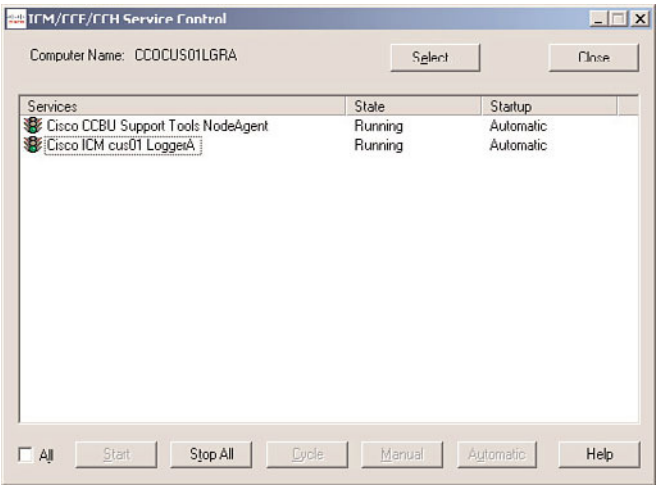 ICM/CCE/CCH Service Control
Computer Name: CCOCUS01LGRA
Select
Close
Services State Startup
Cisco CCBU Support Tools NodeAgent Running Automatic
Cisco ICM cus01 LoggerA Running Automatic
All
Start
Stop All
Cycle
Manual
Automatic
Help